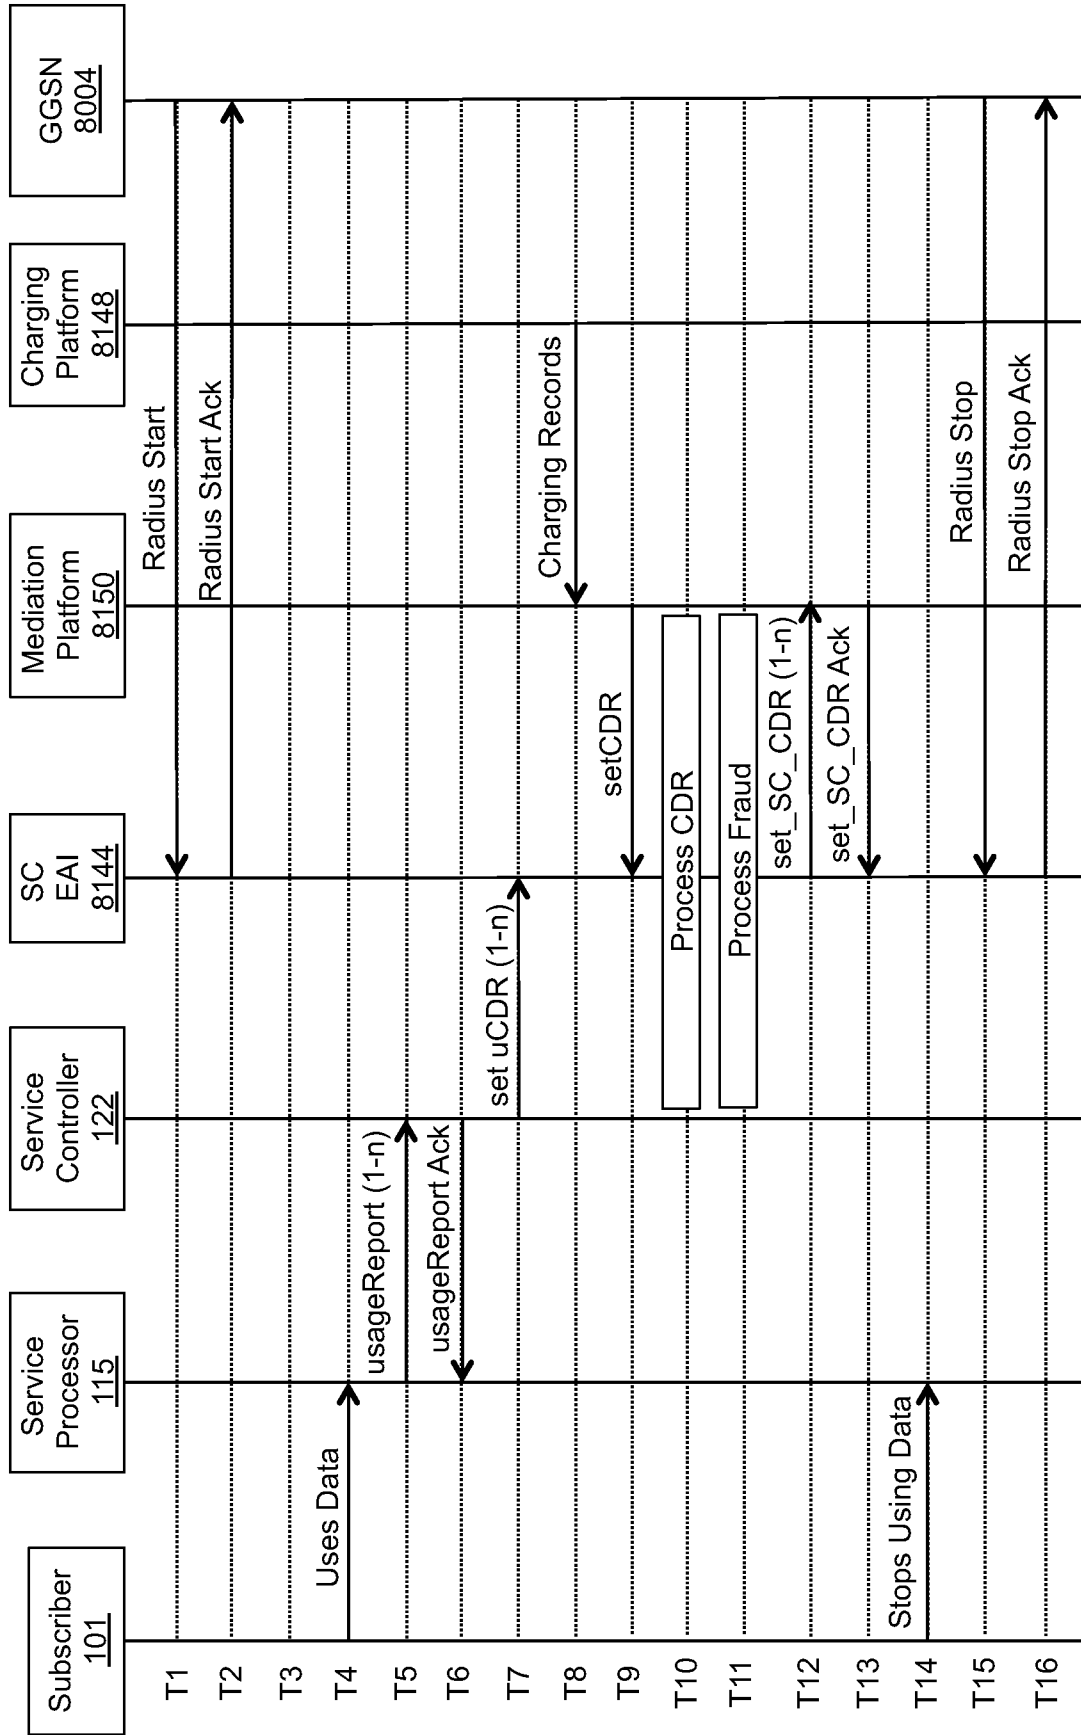 Subscriber
101
Service
Processor
115
Service
Controller
122
SC
EAI
8144
Mediation
Platform
8150
Charging
Platform
8148
GGSN
8004
T1
Radius Start
T2
Radius Start Ack
T3
T4
Uses Data
T5
usageReport (1-n)
T6
usageReport Ack
T7
set uCDR (1-n)
T8
Charging Records
T9
setCDR
T10
Process CDR
T11
Process Fraud
T12
set_SC_CDR (1-n)
T13
set_SC_CDR Ack
T14
Stops Using Data
T15
Radius Stop
T16
Radius Stop Ack